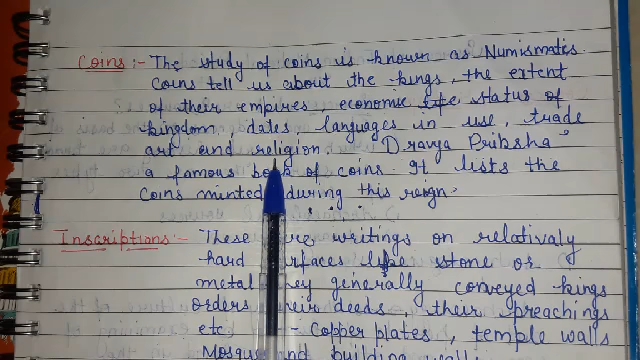 Coins :- The study of coins is known as Numismatics
Coins tell us about the kings, the extent
of their empires economic status of
kingdom dates languages in use, trade
art and religion. "Dravya Priksha"
a famous book of coins. It lists the
Coins minted during this reign.
Inscriptions :- These are writings on relativaly
hard surfaces like stone or
metal they generally conveyed kings
orders their deeds, their preachings
etc - Copper plates, temple walls
Mosque and building